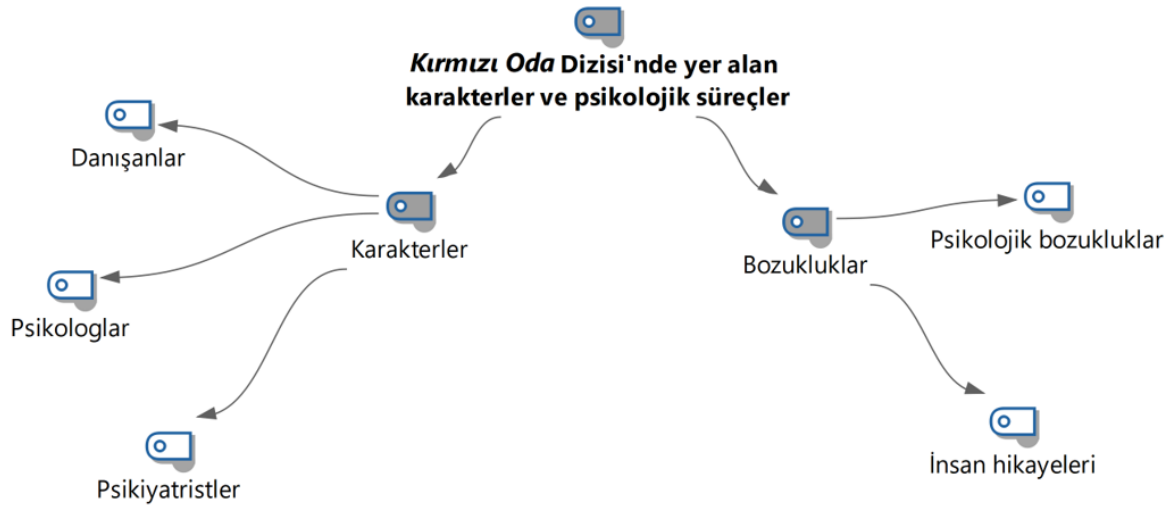 Kırmızı Oda Dizisi'nde yer alan
karakterler ve psikolojik süreçler
Danışanlar
Karakterler
Psikologlar
Psikiyatristler
Bozukluklar
Psikolojik bozukluklar
İnsan hikayeleri